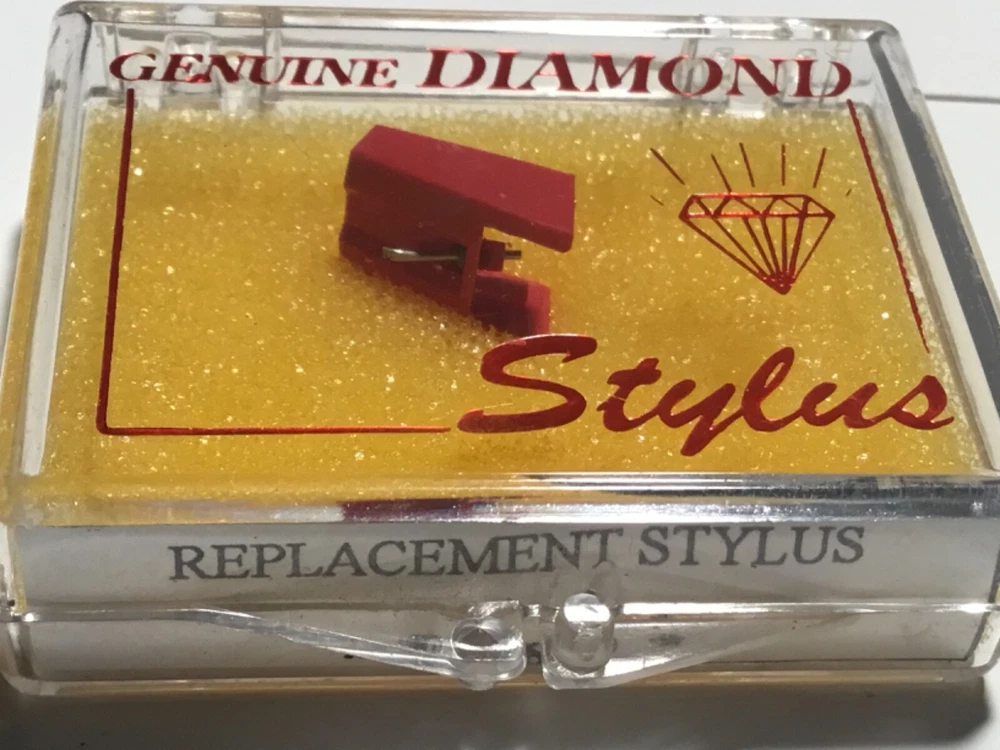 GENUINE DIAMOND
Stylus
REPLACEMENT STYLUS